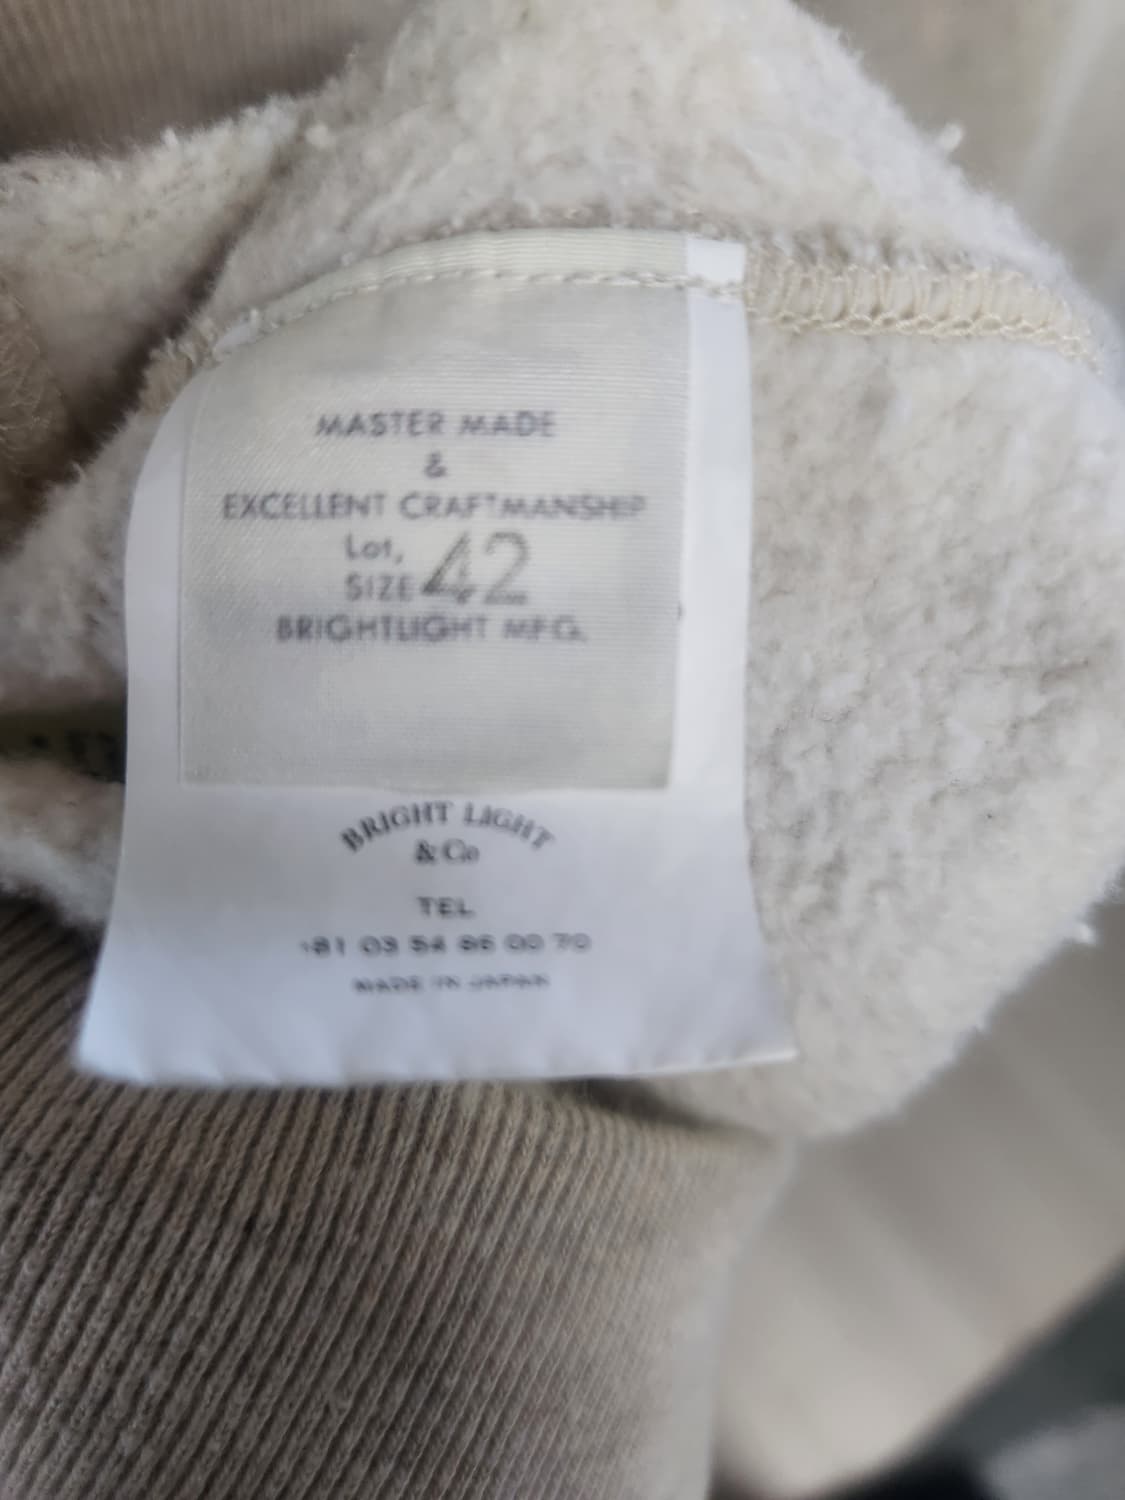 MASTER MADE
&
EXCELLENT CRAFTMANSHIP
Lot,
SIZE 42
BRIGHTLIGHT MFG.
BRIGHT LIGHT
& Co
TEL
+81 03 54 66 00 70
MADE IN JAPAN